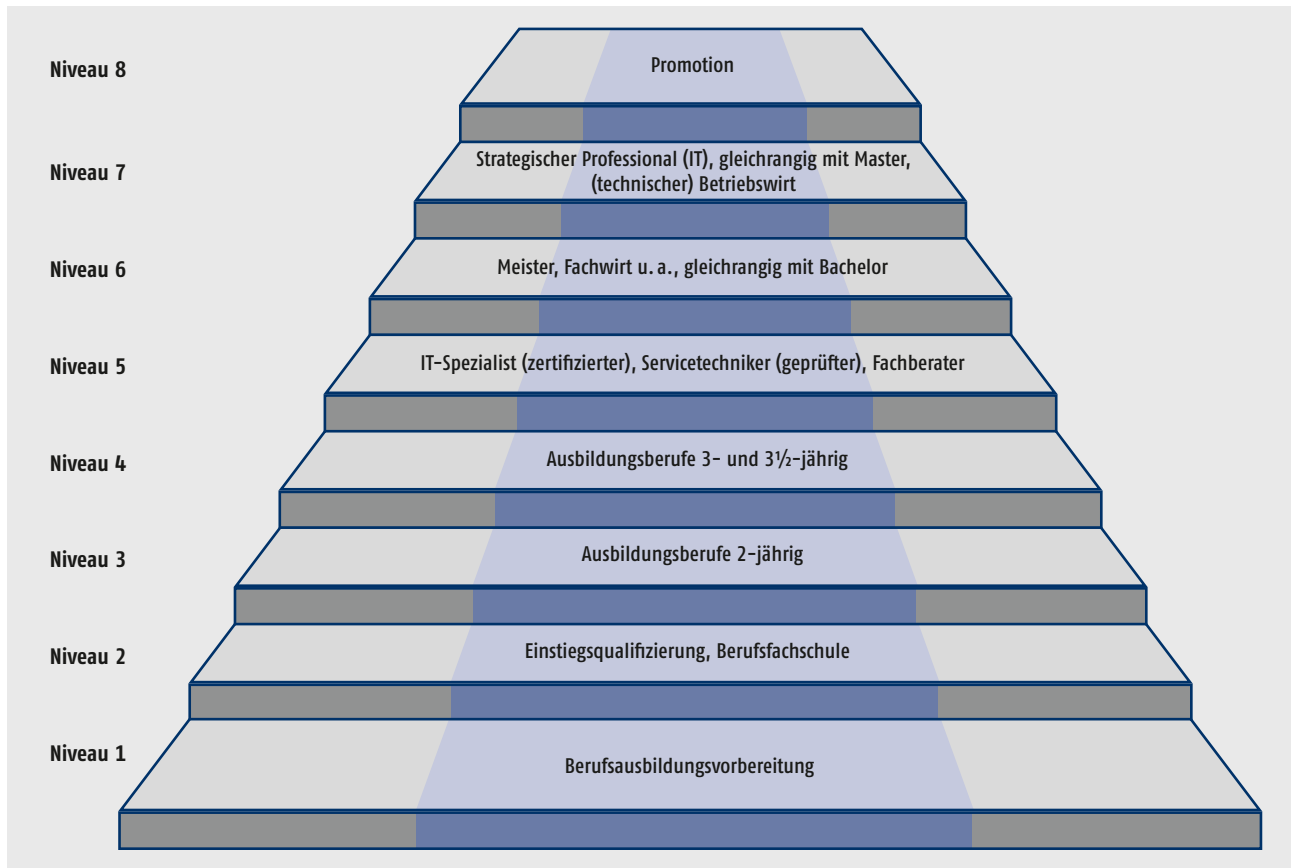 Niveau 8
Promotion
Niveau 7
Strategischer Professional (IT), gleichrangig mit Master,
(technischer) Betriebswirt
Niveau 6
Meister, Fachwirt u. a., gleichrangig mit Bachelor
Niveau 5
IT-Spezialist (zertifizierter), Servicetechniker (geprüfter), Fachberater
Niveau 4
Ausbildungsberufe 3- und 3½-jährig
Niveau 3
Ausbildungsberufe 2-jährig
Niveau 2
Einstiegsqualifizierung, Berufsfachschule
Niveau 1
Berufsausbildungsvorbereitung